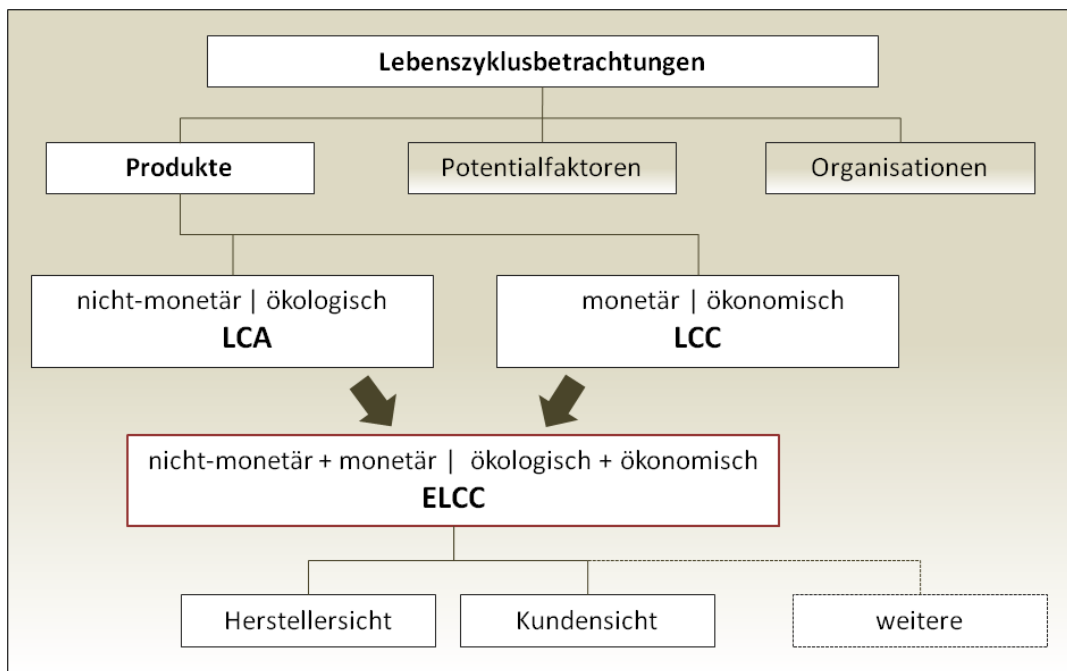 Lebenszyklusbetrachtungen
Produkte
Potentialfaktoren
Organisationen
nicht-monetär | ökologisch
LCA
monetär | ökonomisch
LCC
nicht-monetär + monetär | ökologisch + ökonomisch
ELCC
Herstellersicht
Kundensicht
weitere